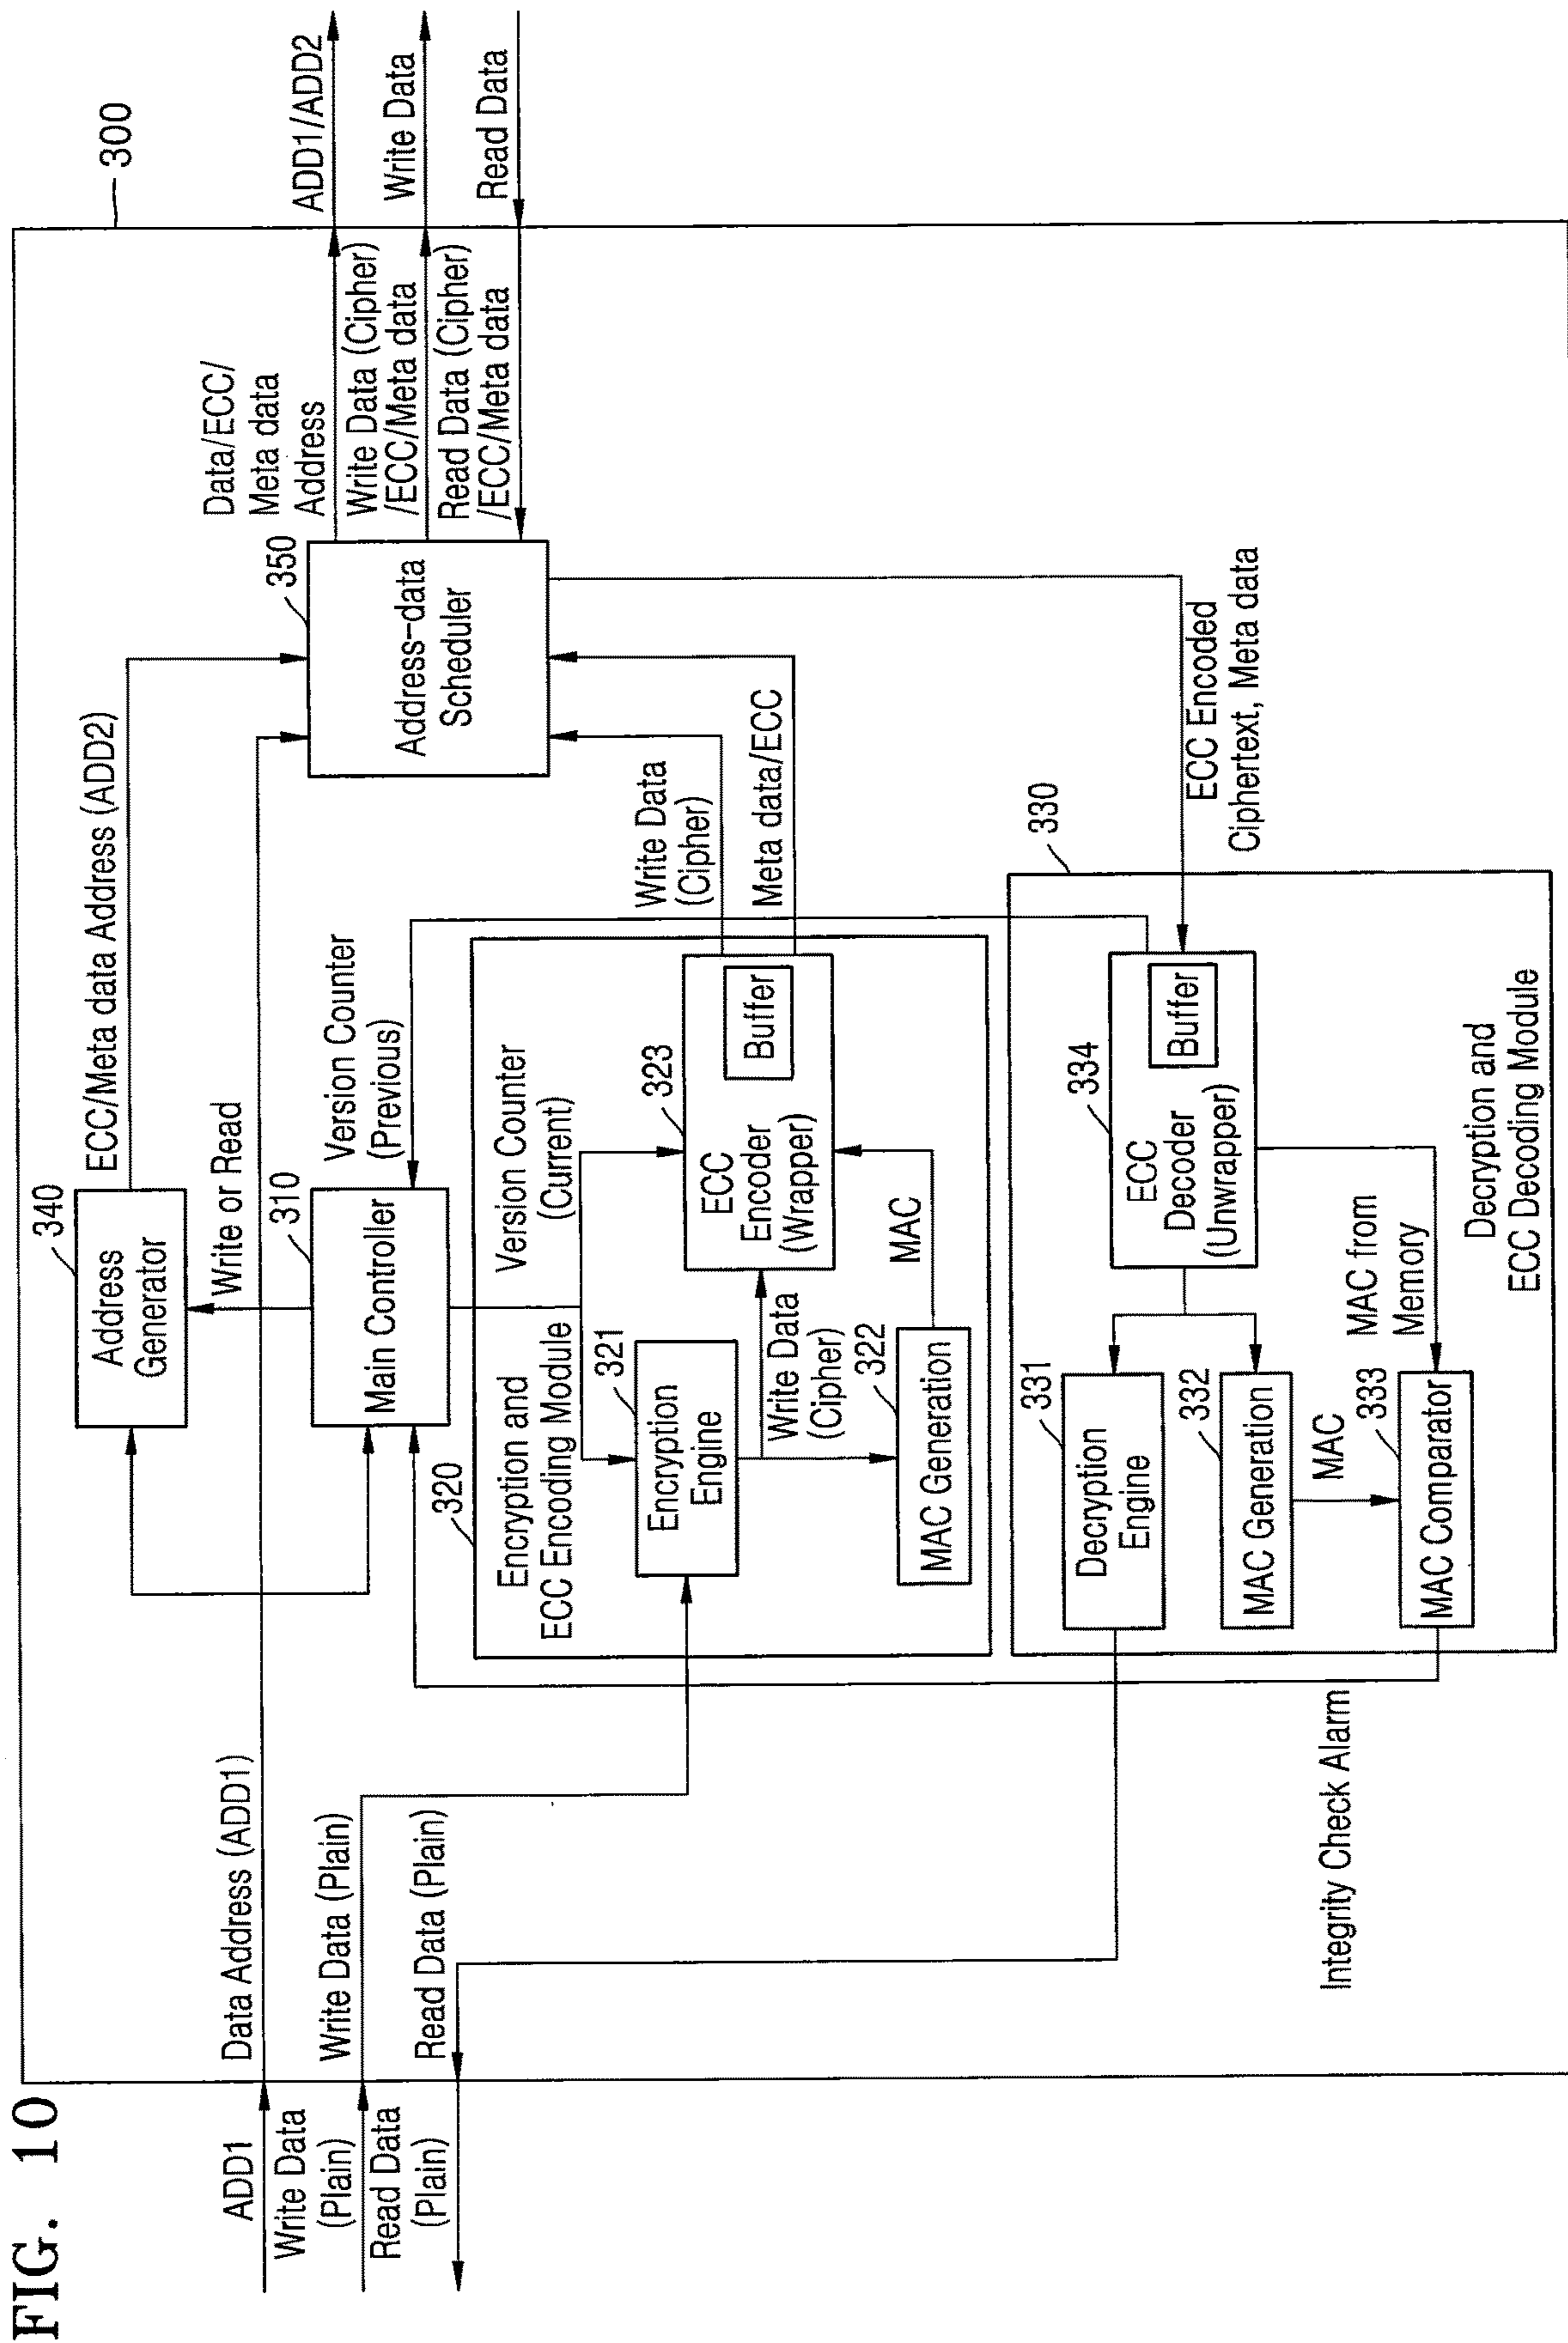 FIG. 10
300
ADD1
Write Data
(Plain)
Read Data
(Plain)
Data Address (ADD1)
Write Data (Plain)
Read Data (Plain)
Integrity Check Alarm
340
Address
Generator
ECC/Meta data Address (ADD2)
Write or Read
310
Main Controller
Version Counter
(Previous)
350
Address-data
Scheduler
Data/ECC/
Meta data
Address
Write Data (Cipher)
/ECC/Meta data
Read Data (Cipher)
/ECC/Meta data
ADD1/ADD2
Write Data
Read Data
320
Encryption and
ECC Encoding Module
Version Counter
(Current)
321
Encryption
Engine
Write Data
(Cipher)
322
MAC Generation
MAC
323
ECC
Encoder
(Wrapper)
Buffer
Write Data
(Cipher)
Meta data/ECC
ECC Encoded
Ciphertext, Meta data
330
331
Decryption
Engine
332
MAC Generation
MAC
333
MAC Comparator
MAC from
Memory
334
ECC
Decoder
(Unwrapper)
Buffer
Decryption and
ECC Decoding Module